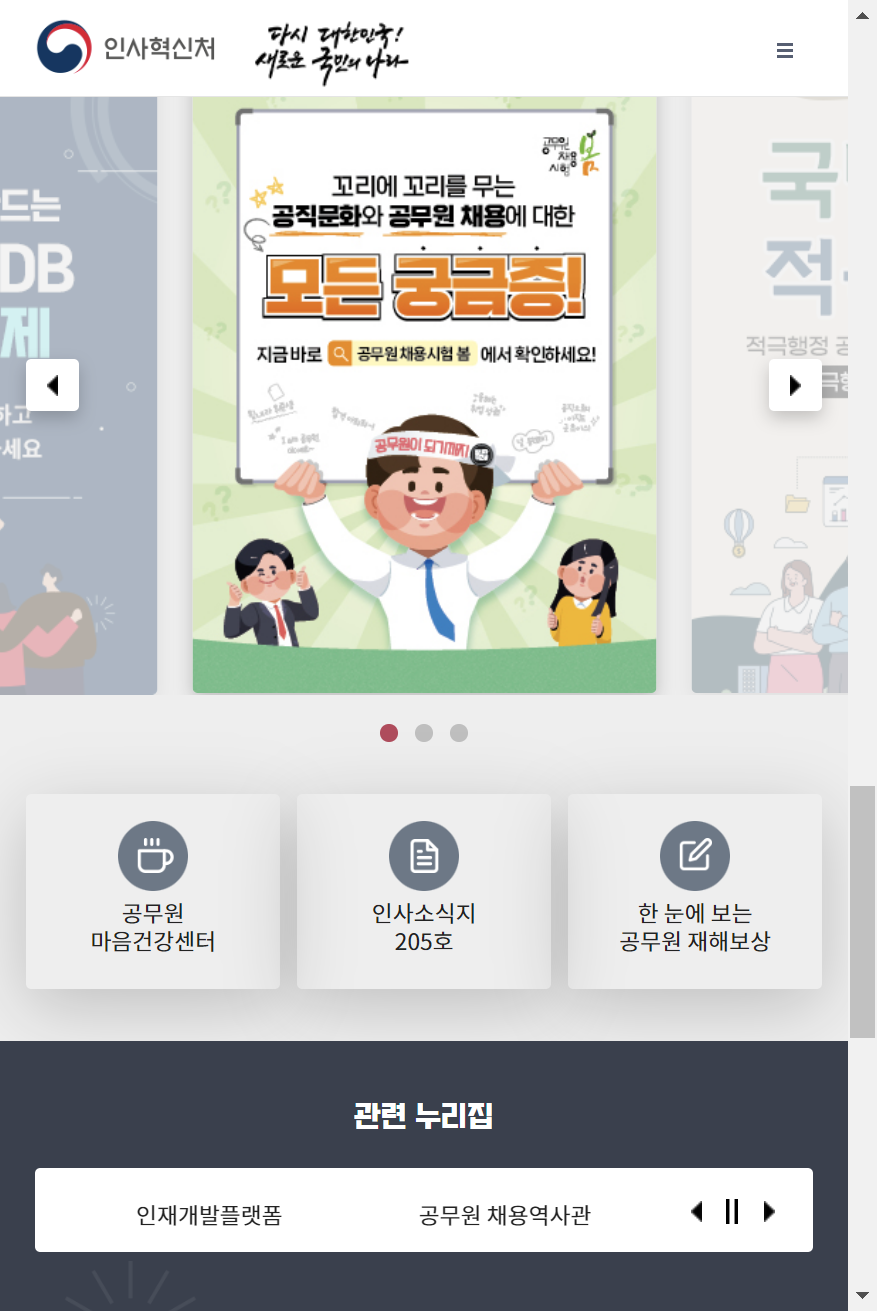 인사혁신처
다시 대한민국!
새로운 국민의 나라
드는
DB
제
하고
세요
공무원
채용
시험
봄
꼬리에 꼬리를 무는
공직문화와 공무원 채용에 대한
모든 궁금증!
지금 바로 공무원 채용시험 봄 에서 확인하세요!
공무원이 되기까지
국
적
적극행정 공
극
공무원
마음건강센터
인사소식지
205호
한 눈에 보는
공무원 재해보상
관련 누리집
인재개발플랫폼
공무원 채용역사관